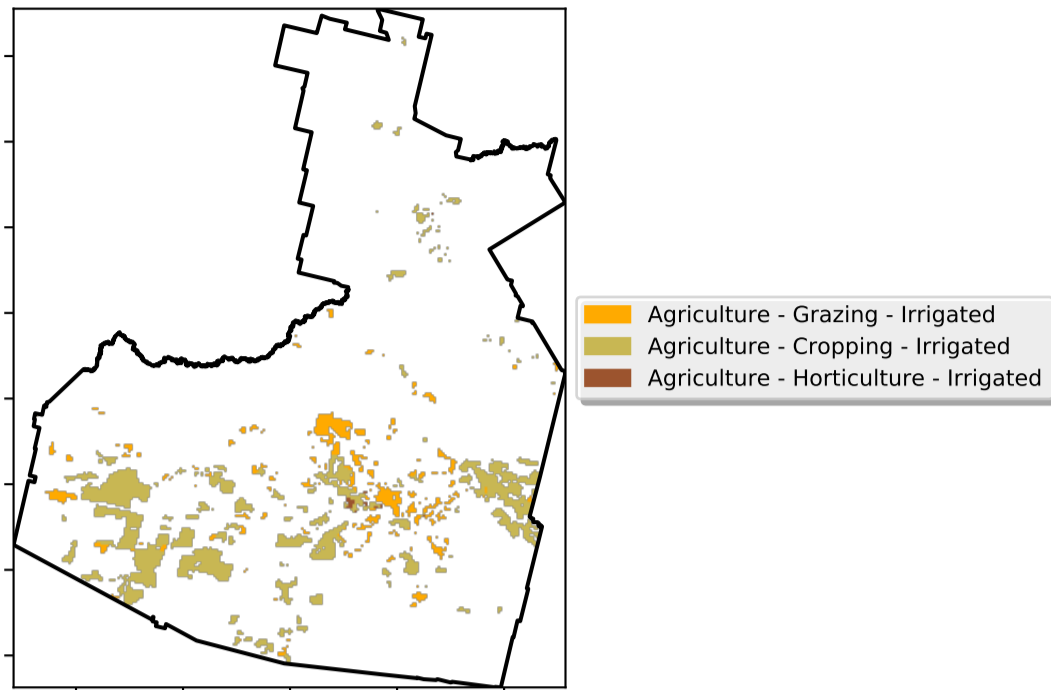 Agriculture - Grazing - Irrigated
Agriculture - Cropping - Irrigated
Agriculture - Horticulture - Irrigated